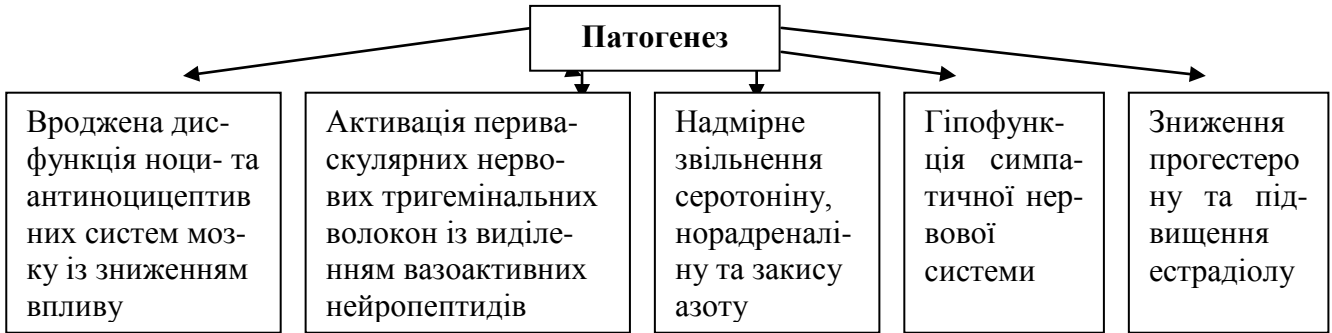 Патогенез
Вроджена дис-
функція ноци- та
антиноцицептив
них систем моз-
ку із зниженням
впливу
Активація перива-
скулярних нерво-
вих тригемінальних
волокон із виділе-
нням вазоактивних
нейропептидів
Надмірне
звільнення
серотоніну,
норадреналі-
ну та закису
азоту
Гіпофунк-
ція симпа-
тичної нер-
вової
системи
Зниження
прогестеро
ну та під-
вищення
естрадіолу